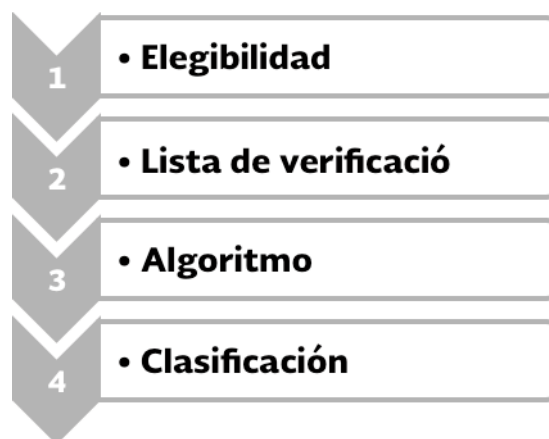 1 • Elegibilidad
2 • Lista de verificació
3 • Algoritmo
4 • Clasificación